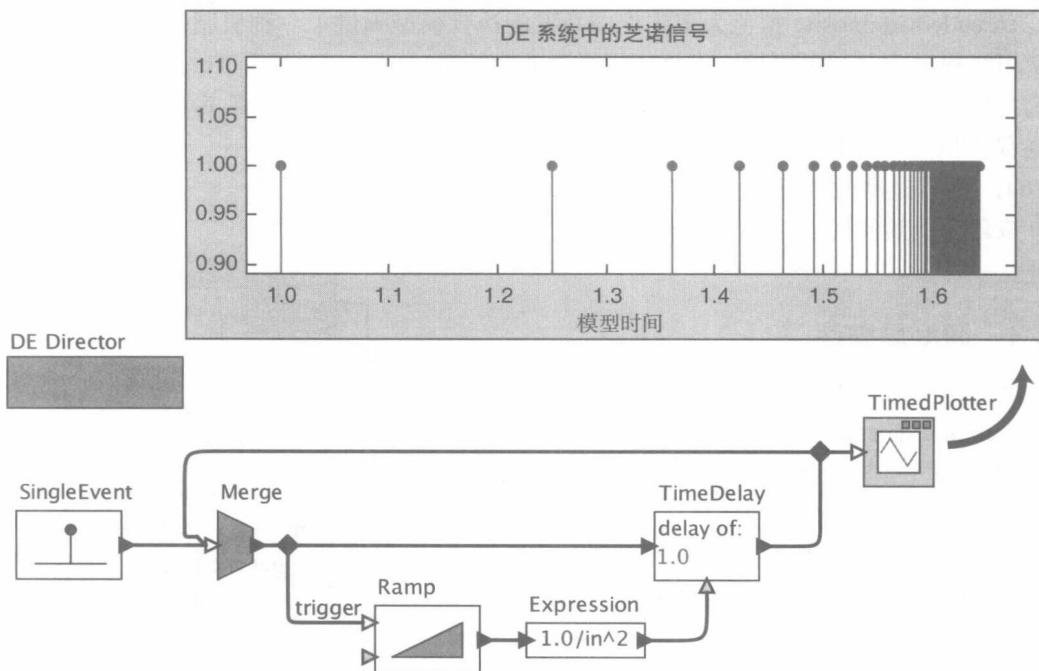 DE 系统中的芝诺信号
1.10
1.05
1.00
0.95
0.90
1.0 1.1 1.2 1.3 1.4 1.5 1.6
模型时间
DE Director
TimedPlotter
SingleEvent
Merge
TimeDelay
delay of:
1.0
trigger
Ramp
Expression
1.0/in^2